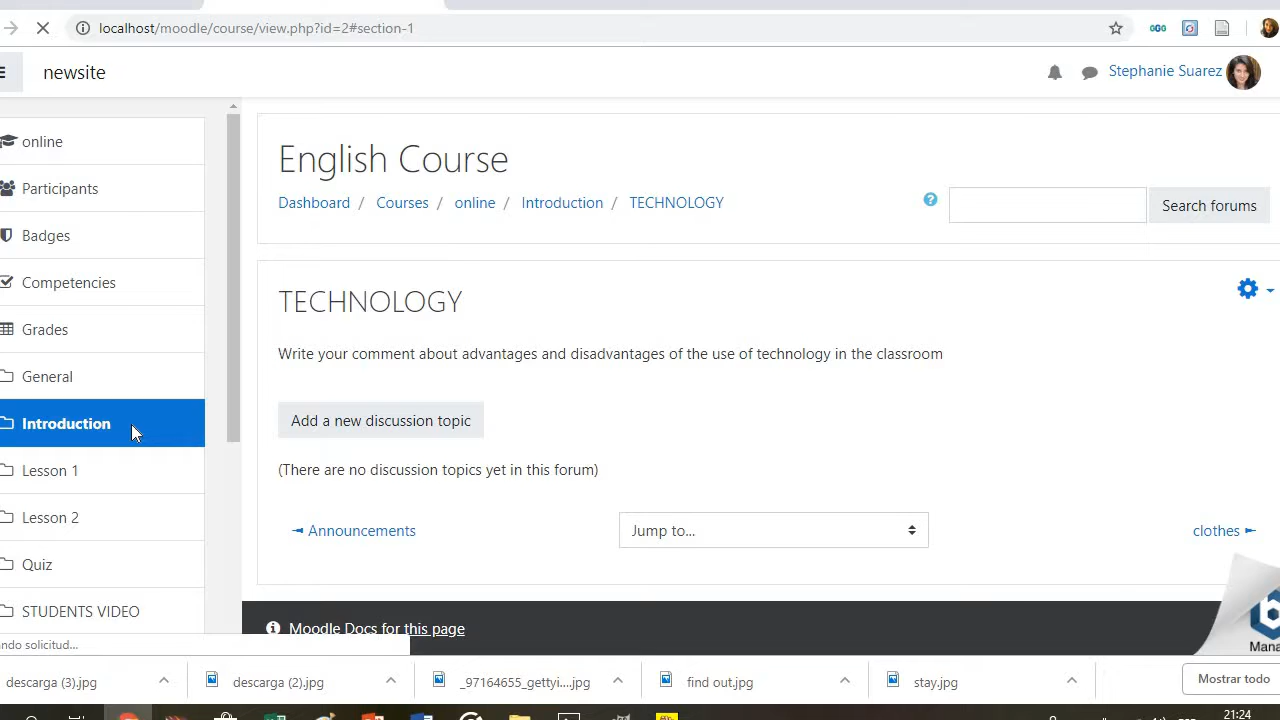 localhost/moodle/course/view.php?id=2#section-1
newsite
Stephanie Suarez
online
Participants
Badges
Competencies
Grades
General
Introduction
Lesson 1
Lesson 2
Quiz
STUDENTS VIDEO
ando solicitud...
English Course
Dashboard / Courses / online / Introduction / TECHNOLOGY
Search forums
TECHNOLOGY
Write your comment about advantages and disadvantages of the use of technology in the classroom
Add a new discussion topic
(There are no discussion topics yet in this forum)
◄ Announcements
Jump to...
clothes ►
Moodle Docs for this page
Mana
descarga (3).jpg
descarga (2).jpg
_97164655_gettyi....jpg
find out.jpg
stay.jpg
Mostrar todo
21:24